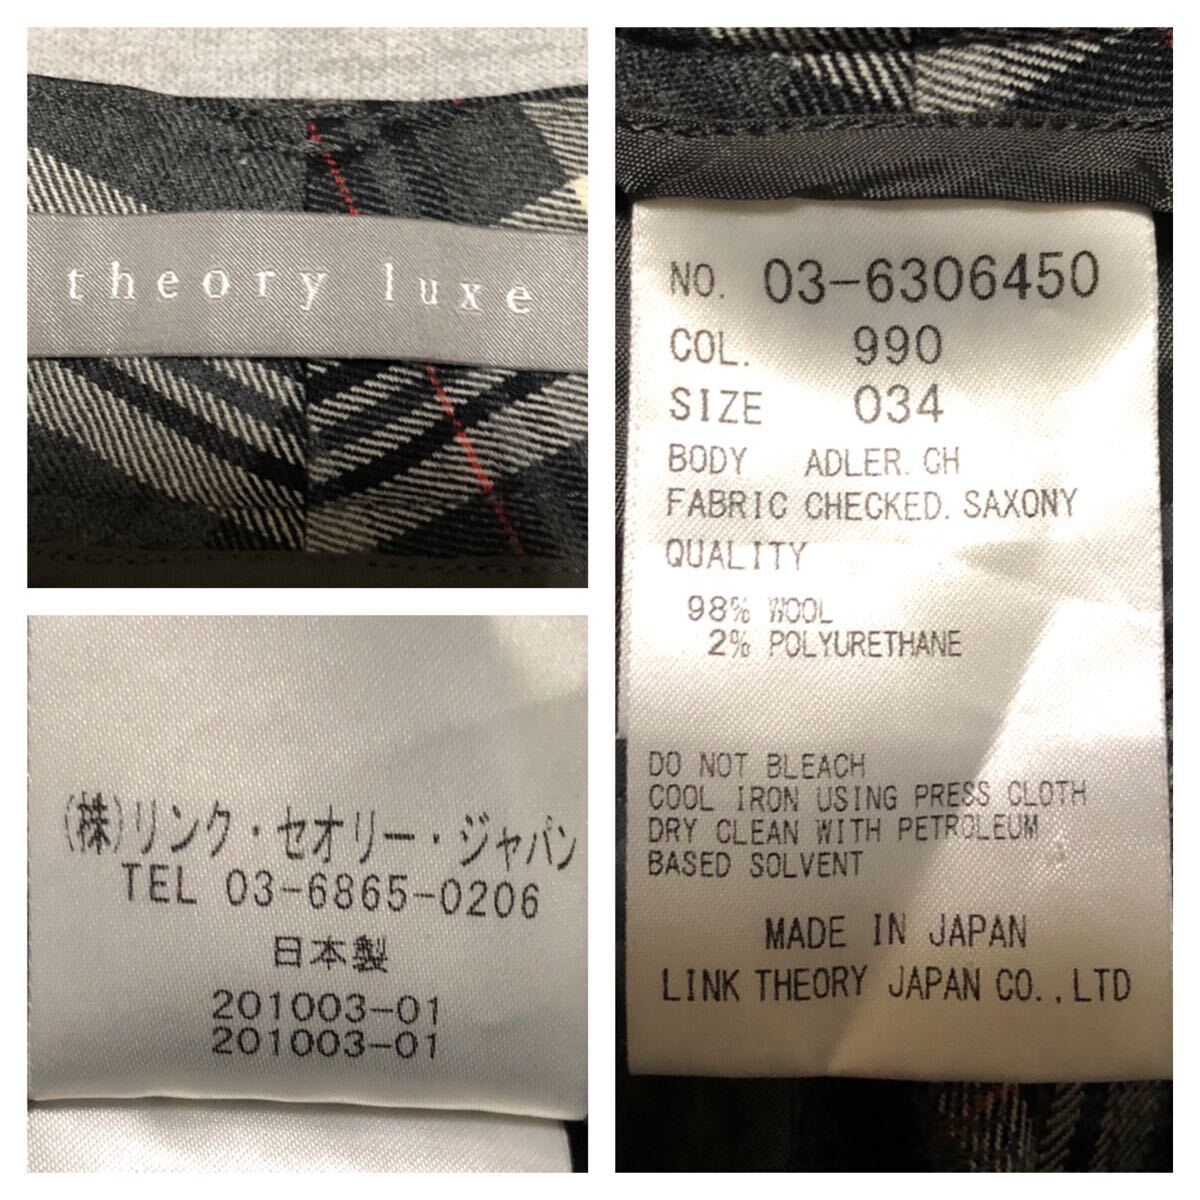 theory luxe
NO. 03-6306450
COL. 990
SIZE 034
BODY ADLER. CH
FABRIC CHECKED. SAXONY
QUALITY
98% WOOL
2% POLYURETHANE
DO NOT BLEACH
COOL IRON USING PRESS CLOTH
DRY CLEAN WITH PETROLEUM
BASED SOLVENT
MADE IN JAPAN
LINK THEORY JAPAN CO., LTD
(株)リンク・セオリー・ジャパン
TEL 03-6865-0206
日本製
201003-01
201003-01